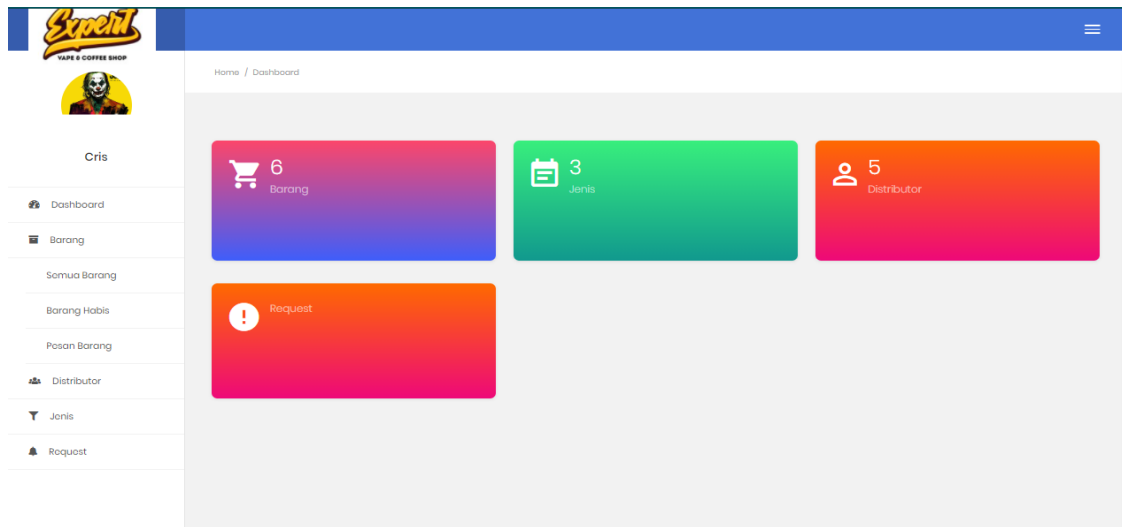 Expert
VAPE & COFFEE SHOP
Home / Dashboard
Cris
Dashboard
Barang
Semua Barang
Barang Habis
Pesan Barang
Distributor
Jenis
Request
6
Barang
3
Jenis
5
Distributor
Request